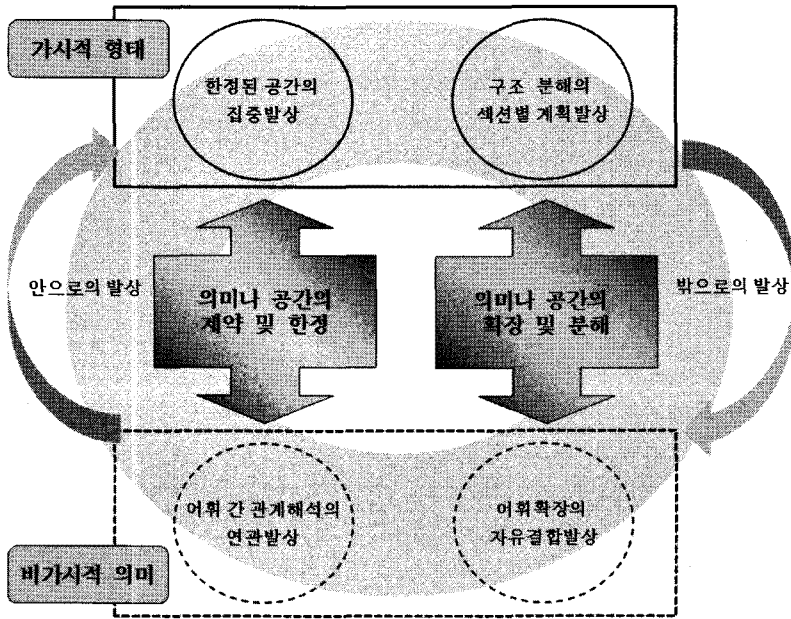 가시적 형태
한정된 공간의
집중발상
구조 분해의
섹션별 계획발상
안으로의 발상
의미나 공간의
제약 및 한정
의미나 공간의
확장 및 분해
밖으로의 발상
어휘 간 관계해석의
연관발상
어휘확장의
자유결합발상
비가시적 의미